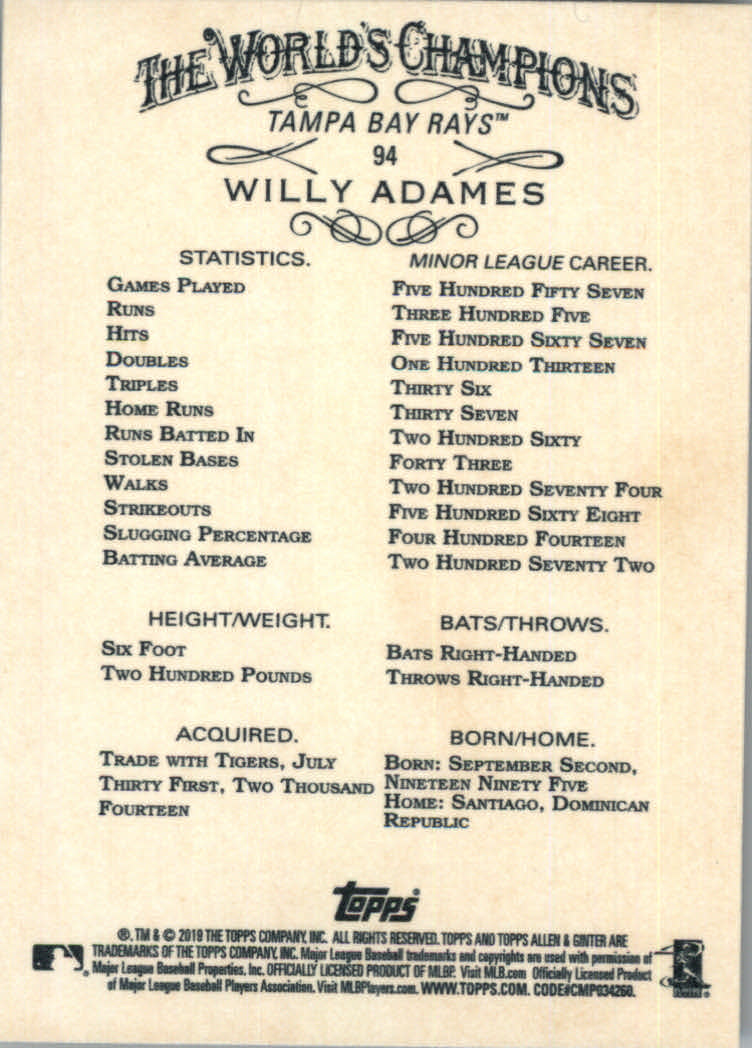 THE WORLD'S CHAMPIONS
TAMPA BAY RAYS™
94
WILLY ADAMES
STATISTICS.
MINOR LEAGUE CAREER.
GAMES PLAYED
FIVE HUNDRED FIFTY SEVEN
RUNS
THREE HUNDRED FIVE
HITS
FIVE HUNDRED SIXTY SEVEN
DOUBLES
ONE HUNDRED THIRTEEN
TRIPLES
THIRTY SIX
HOME RUNS
THIRTY SEVEN
RUNS BATTED IN
TWO HUNDRED SIXTY
STOLEN BASES
FORTY THREE
WALKS
TWO HUNDRED SEVENTY FOUR
STRIKEOUTS
FIVE HUNDRED SIXTY EIGHT
SLUGGING PERCENTAGE
FOUR HUNDRED FOURTEEN
BATTING AVERAGE
TWO HUNDRED SEVENTY TWO
HEIGHT/WEIGHT.
SIX FOOT
TWO HUNDRED POUNDS
BATS/THROWS.
BATS RIGHT-HANDED
THROWS RIGHT-HANDED
ACQUIRED.
TRADE WITH TIGERS, JULY
THIRTY FIRST, TWO THOUSAND
FOURTEEN
BORN/HOME.
BORN: SEPTEMBER SECOND,
NINETEEN NINETY FIVE
HOME: SANTIAGO, DOMINICAN
REPUBLIC
topps®
®, TM & © 2019 THE TOPPS COMPANY, INC. ALL RIGHTS RESERVED. TOPPS AND TOPPS ALLEN & GINTER ARE
TRADEMARKS OF THE TOPPS COMPANY, INC. Major League Baseball trademarks and copyrights are used with permission of
Major League Baseball Properties, Inc. OFFICIALLY LICENSED PRODUCT OF MLBP. Visit MLB.com Officially Licensed Product
of Major League Baseball Players Association. Visit MLBPlayers.com. WWW.TOPPS.COM. CODE#CMP034260.